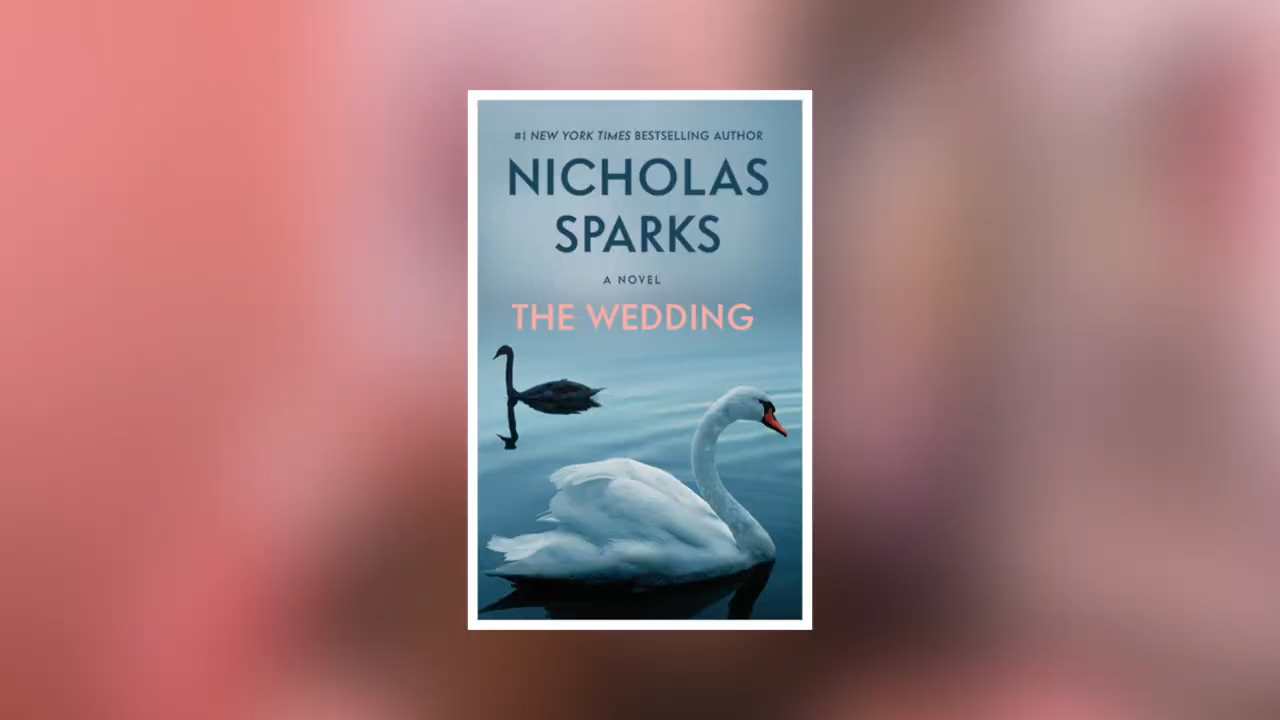 #1 NEW YORK TIMES BESTSELLING AUTHOR
NICHOLAS
SPARKS
A NOVEL
THE WEDDING